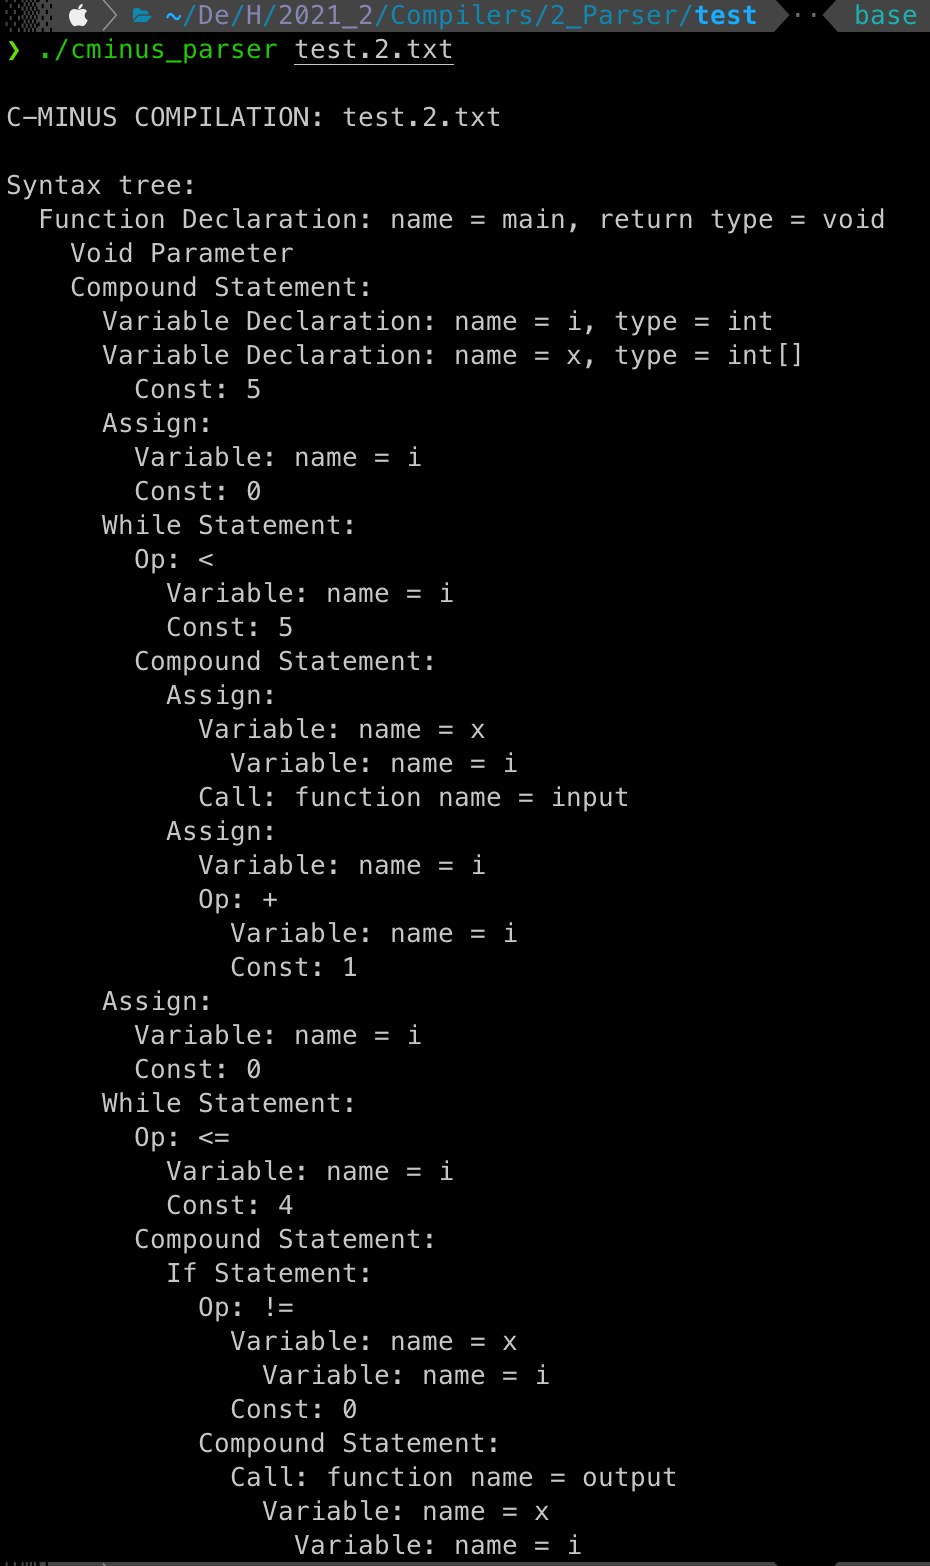 ~/De/H/2021_2/Compilers/2_Parser/test ·· base
❯ ./cminus_parser test.2.txt
C-MINUS COMPILATION: test.2.txt
Syntax tree:
  Function Declaration: name = main, return type = void
    Void Parameter
    Compound Statement:
      Variable Declaration: name = i, type = int
      Variable Declaration: name = x, type = int[]
        Const: 5
      Assign:
        Variable: name = i
        Const: 0
      While Statement:
        Op: <
          Variable: name = i
          Const: 5
        Compound Statement:
          Assign:
            Variable: name = x
              Variable: name = i
            Call: function name = input
          Assign:
            Variable: name = i
            Op: +
              Variable: name = i
              Const: 1
      Assign:
        Variable: name = i
        Const: 0
      While Statement:
        Op: <=
          Variable: name = i
          Const: 4
        Compound Statement:
          If Statement:
            Op: !=
              Variable: name = x
                Variable: name = i
              Const: 0
            Compound Statement:
              Call: function name = output
                Variable: name = x
                  Variable: name = i